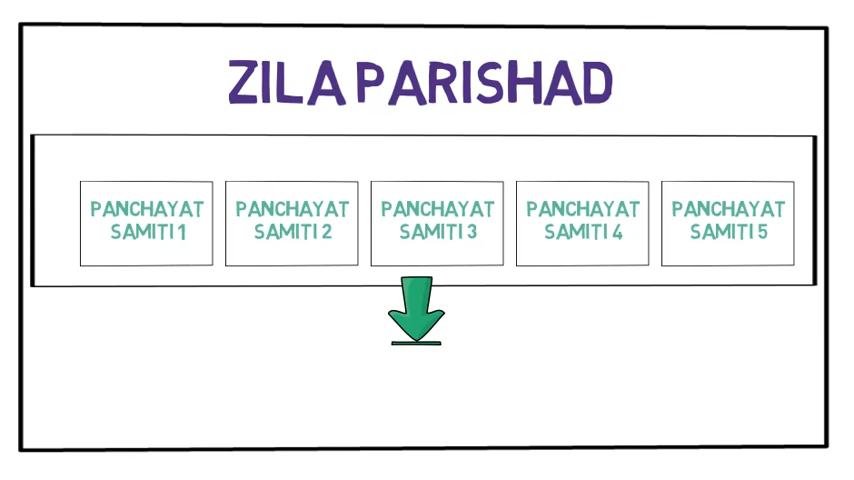 ZILA PARISHAD
PANCHAYAT
SAMITI 1
PANCHAYAT
SAMITI 2
PANCHAYAT
SAMITI 3
PANCHAYAT
SAMITI 4
PANCHAYAT
SAMITI 5